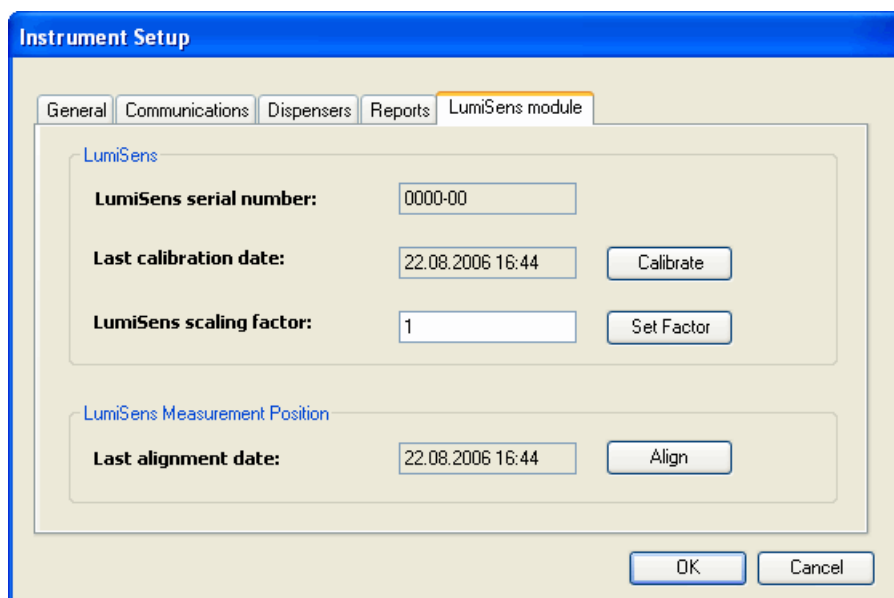 Instrument Setup
General Communications Dispensers Reports LumiSens module
LumiSens
LumiSens serial number: 0000-00
Last calibration date: 22.08.2006 16:44 Calibrate
LumiSens scaling factor: 1 Set Factor
LumiSens Measurement Position
Last alignment date: 22.08.2006 16:44 Align
OK Cancel